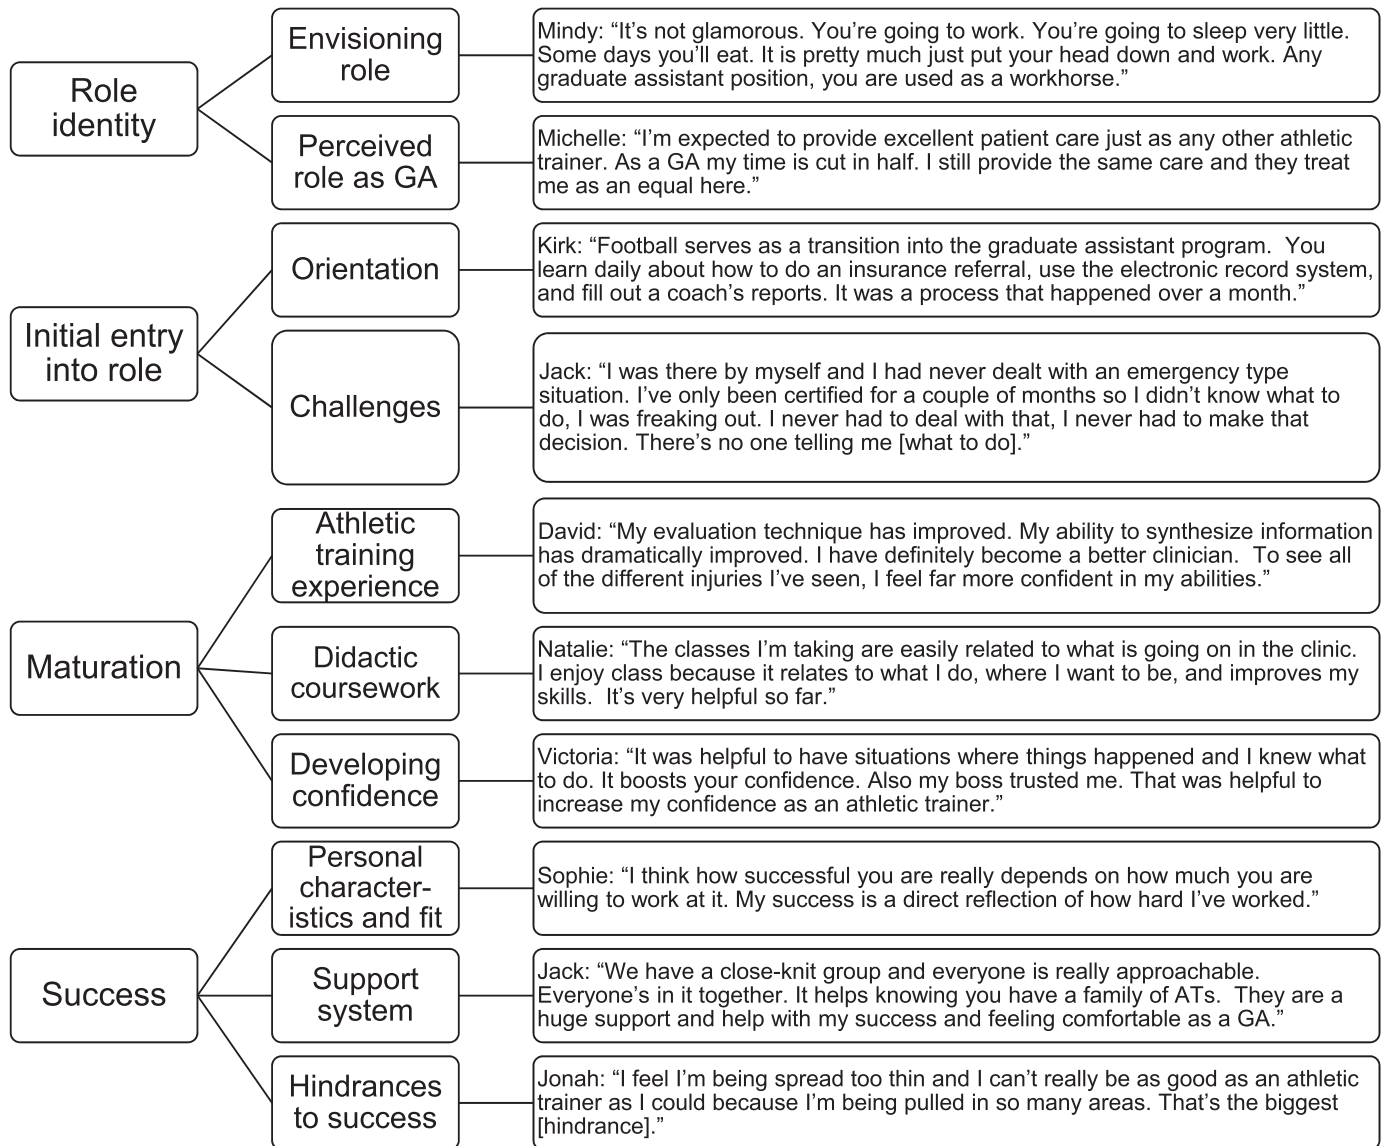 Role
identity
Envisioning
role
Mindy: “It’s not glamorous. You’re going to work. You’re going to sleep very little.
Some days you’ll eat. It is pretty much just put your head down and work. Any
graduate assistant position, you are used as a workhorse.”
Perceived
role as GA
Michelle: “I’m expected to provide excellent patient care just as any other athletic
trainer. As a GA my time is cut in half. I still provide the same care and they treat
me as an equal here.”
Initial entry
into role
Orientation
Kirk: “Football serves as a transition into the graduate assistant program.  You
learn daily about how to do an insurance referral, use the electronic record system,
and fill out a coach’s reports. It was a process that happened over a month.”
Challenges
Jack: “I was there by myself and I had never dealt with an emergency type
situation. I’ve only been certified for a couple of months so I didn’t know what to
do, I was freaking out. I never had to deal with that, I never had to make that
decision. There’s no one telling me [what to do].”
Maturation
Athletic
training
experience
David: “My evaluation technique has improved. My ability to synthesize information
has dramatically improved. I have definitely become a better clinician.  To see all
of the different injuries I’ve seen, I feel far more confident in my abilities.”
Didactic
coursework
Natalie: “The classes I’m taking are easily related to what is going on in the clinic.
I enjoy class because it relates to what I do, where I want to be, and improves my
skills.  It’s very helpful so far.”
Developing
confidence
Victoria: “It was helpful to have situations where things happened and I knew what
to do. It boosts your confidence. Also my boss trusted me. That was helpful to
increase my confidence as an athletic trainer.”
Success
Personal
character-
istics and fit
Sophie: “I think how successful you are really depends on how much you are
willing to work at it. My success is a direct reflection of how hard I’ve worked.”
Support
system
Jack: “We have a close-knit group and everyone is really approachable.
Everyone’s in it together. It helps knowing you have a family of ATs.  They are a
huge support and help with my success and feeling comfortable as a GA.”
Hindrances
to success
Jonah: “I feel I’m being spread too thin and I can’t really be as good as an athletic
trainer as I could because I’m being pulled in so many areas. That’s the biggest
[hindrance].”